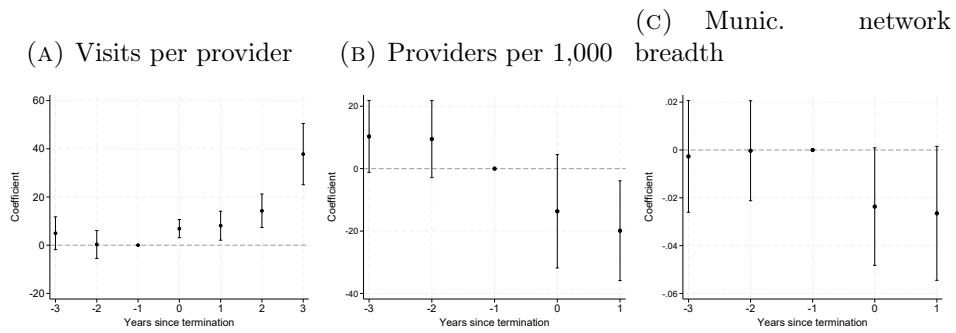 (A) Visits per provider
(B) Providers per 1,000
(C) Munic. network
breadth
60
40
20
0
-20
Coefficient
-3 -2 -1 0 1 2 3
Years since termination
20
0
-20
-40
Coefficient
-3 -2 -1 0 1
Years since termination
.02
0
-.02
-.04
-.06
Coefficient
-3 -2 -1 0 1
Years since termination